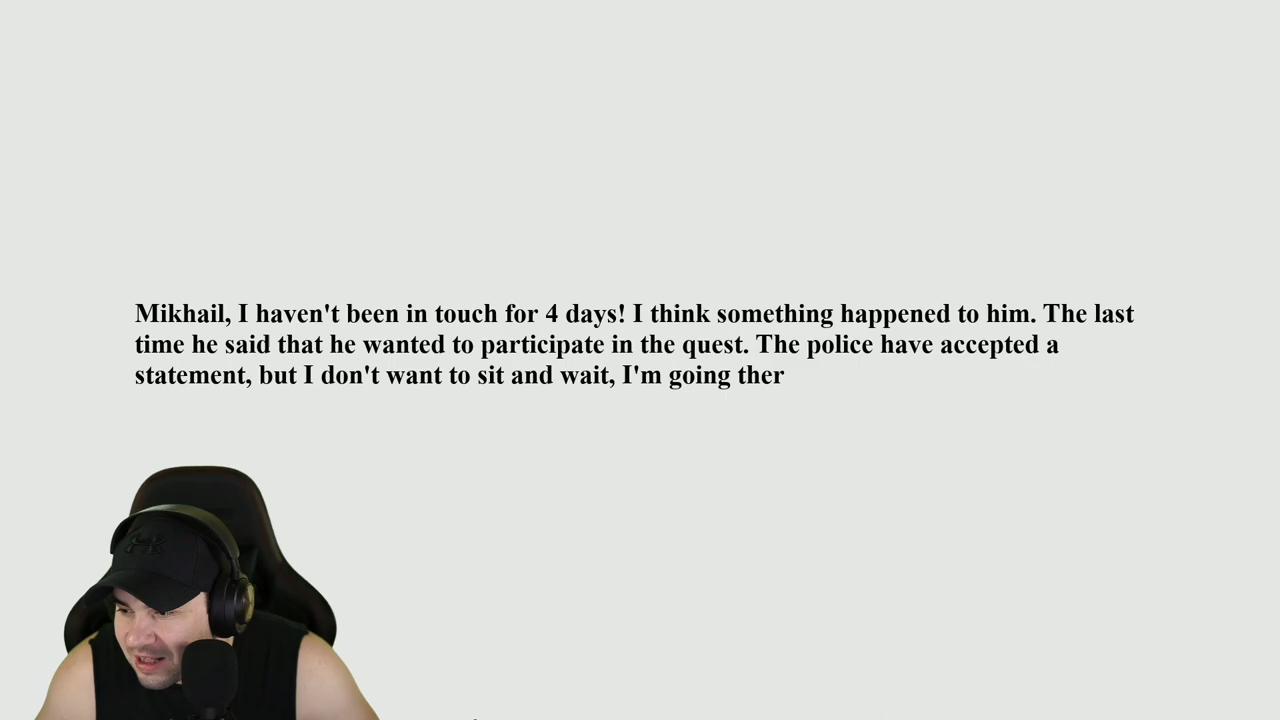 Mikhail, I haven't been in touch for 4 days! I think something happened to him. The last
time he said that he wanted to participate in the quest. The police have accepted a
statement, but I don't want to sit and wait, I'm going ther